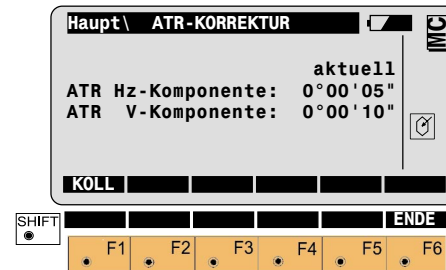 Haupt\ ATR-KORREKTUR
MC
aktuell
ATR Hz-Komponente: 0°00'05"
ATR V-Komponente: 0°00'10"
KOLL
SHIFT
ENDE
F1 F2 F3 F4 F5 F6